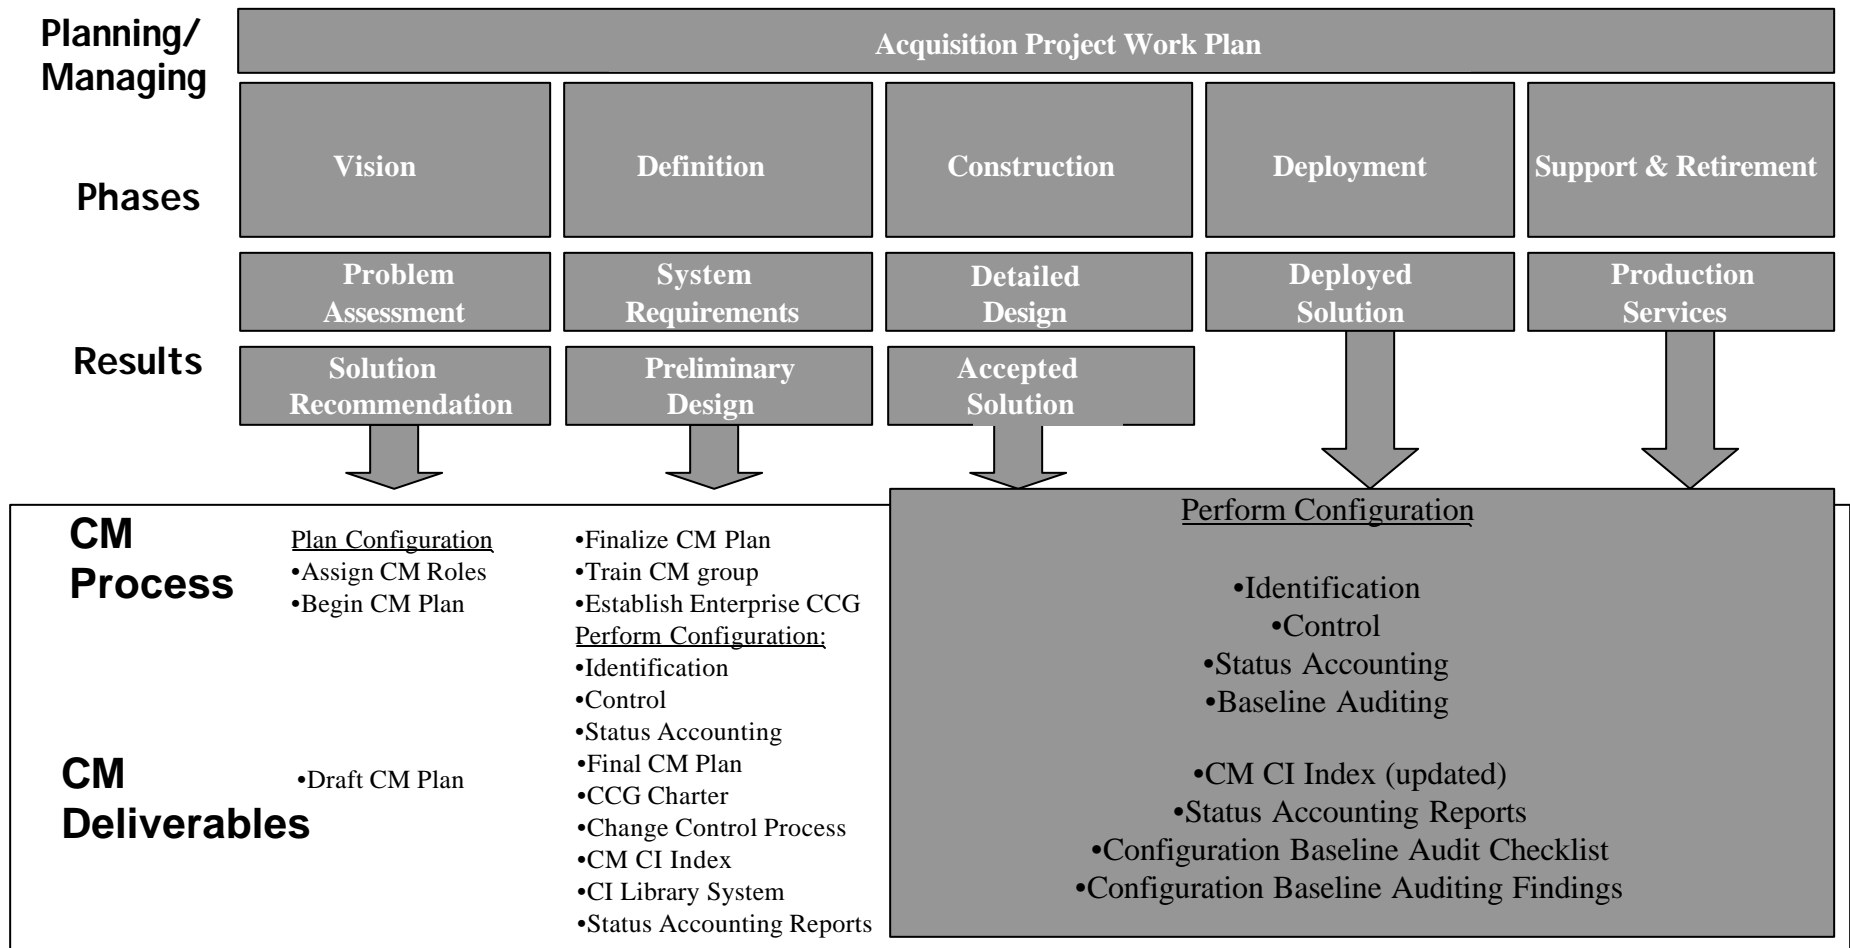 Planning/
Managing
Acquisition Project Work Plan
Phases
Vision
Definition
Construction
Deployment
Support & Retirement
Results
Problem
Assessment
System
Requirements
Detailed
Design
Deployed
Solution
Production
Services
Solution
Recommendation
Preliminary
Design
Accepted
Solution
CM
Process
Plan Configuration
•Assign CM Roles
•Begin CM Plan
•Finalize CM Plan
•Train CM group
•Establish Enterprise CCG
Perform Configuration:
•Identification
•Control
•Status Accounting
Perform Configuration
•Identification
•Control
•Status Accounting
•Baseline Auditing
CM
Deliverables
•Draft CM Plan
•Final CM Plan
•CCG Charter
•Change Control Process
•CM CI Index
•CI Library System
•Status Accounting Reports
•CM CI Index (updated)
•Status Accounting Reports
•Configuration Baseline Audit Checklist
•Configuration Baseline Auditing Findings